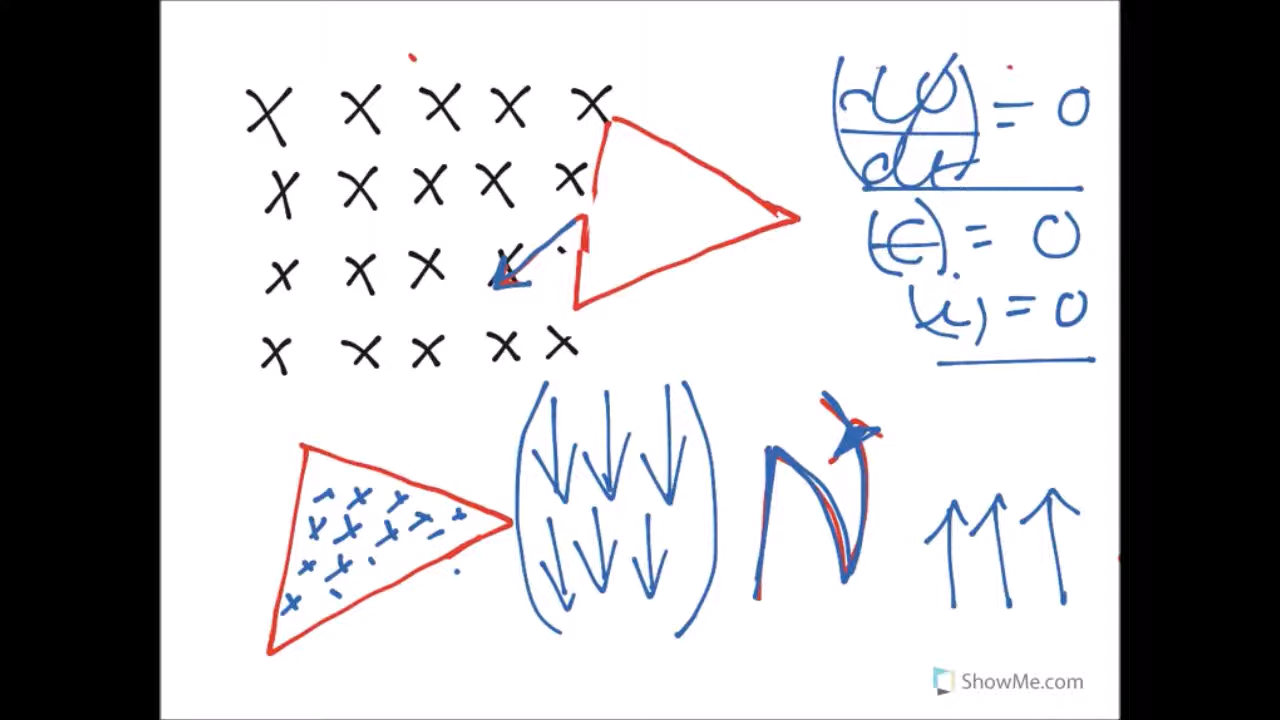 X X X X X
X X X X X
X X X X
X X X X X
dφ/dt = 0
(ε) = 0
= 0
N
ShowMe.com